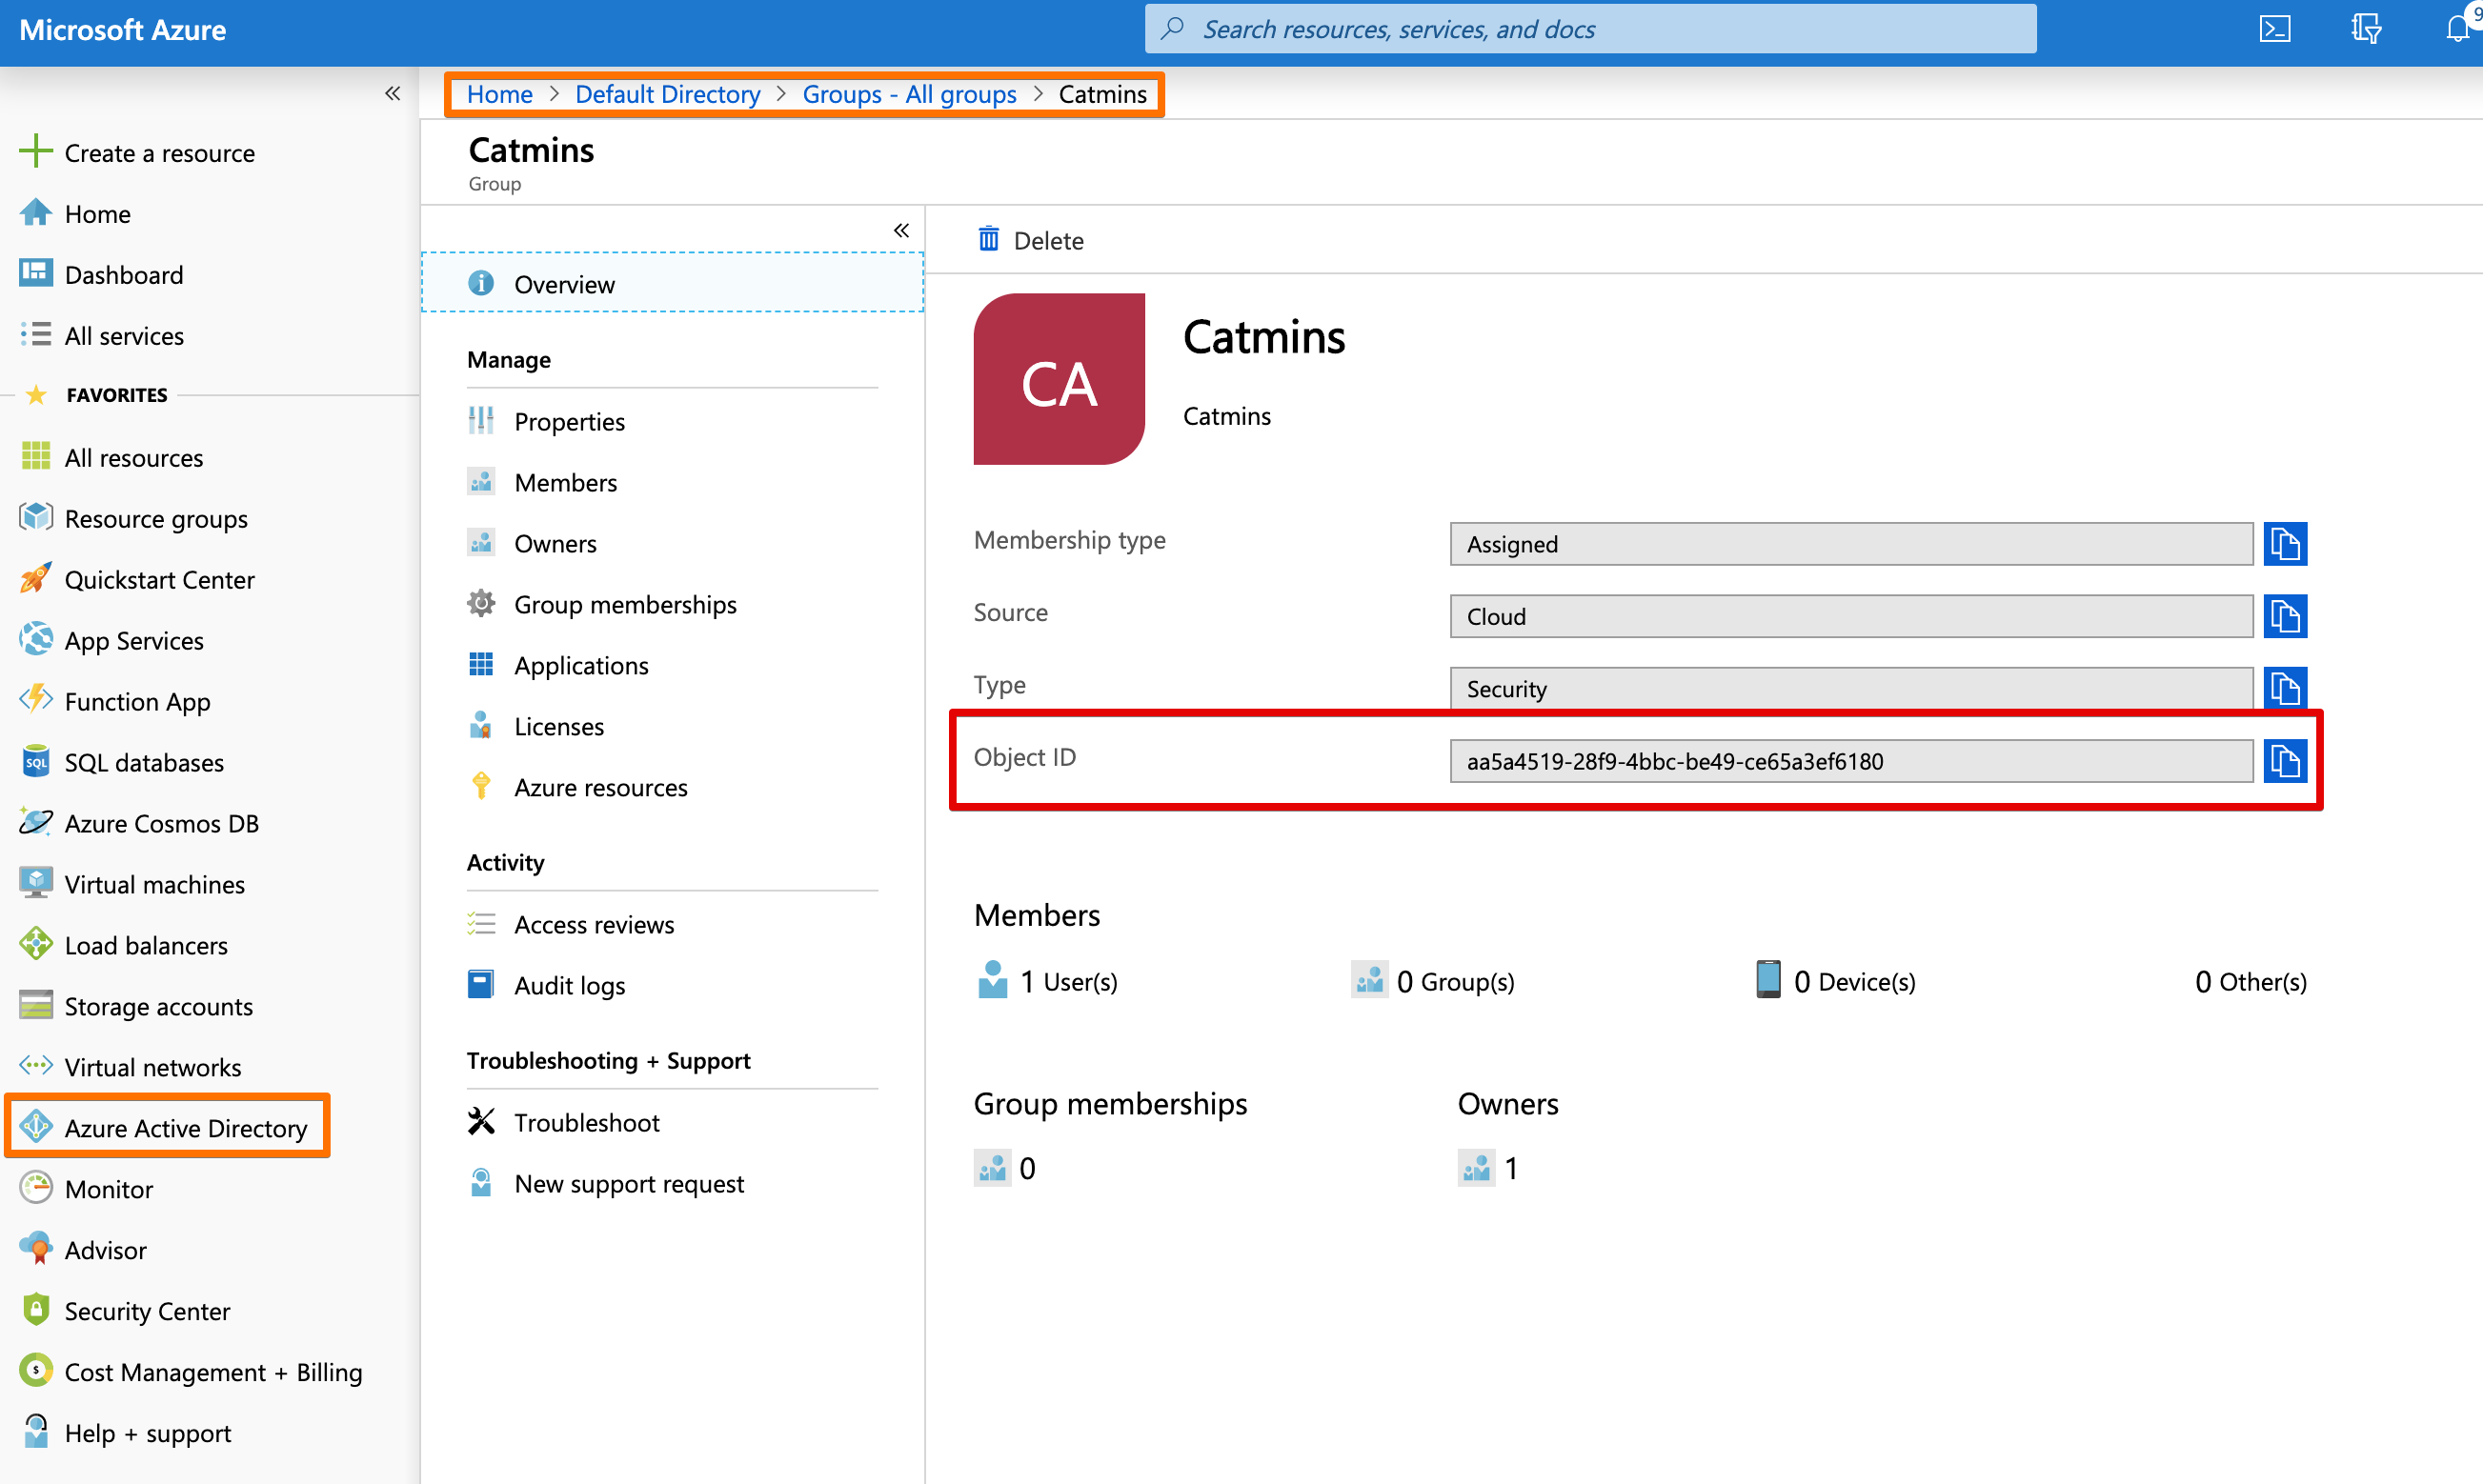 Microsoft Azure
Search resources, services, and docs
9
Home > Default Directory > Groups - All groups > Catmins
Catmins
Group
Create a resource
Home
Dashboard
All services
FAVORITES
All resources
Resource groups
Quickstart Center
App Services
Function App
SQL
SQL databases
Azure Cosmos DB
Virtual machines
Load balancers
Storage accounts
Virtual networks
Azure Active Directory
Monitor
Advisor
Security Center
Cost Management + Billing
Help + support
Overview
Manage
Properties
Members
Owners
Group memberships
Applications
Licenses
Azure resources
Activity
Access reviews
Audit logs
Troubleshooting + Support
Troubleshoot
New support request
Delete
CA
Catmins
Catmins
Membership type
Assigned
Source
Cloud
Type
Security
Object ID
aa5a4519-28f9-4bbc-be49-ce65a3ef6180
Members
1 User(s)
0 Group(s)
0 Device(s)
0 Other(s)
Group memberships
0
Owners
1